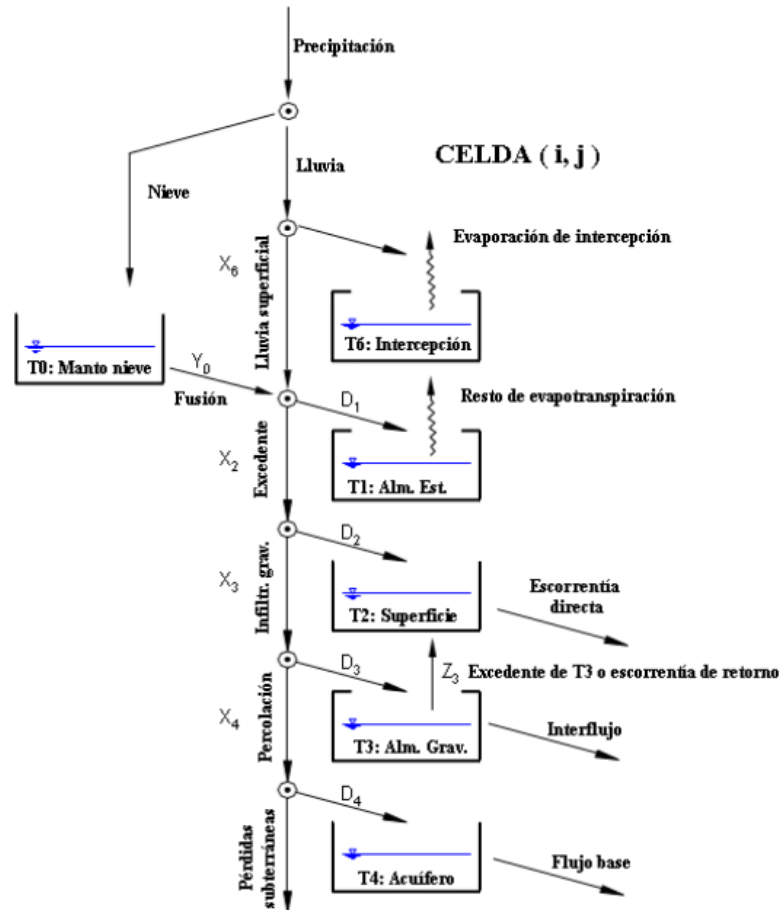 Precipitación
CELDA ( i, j )
Lluvia
Nieve
Evaporación de intercepción
X6
Lluvia superficial
T6: Intercepción
T0: Manto nieve
Y0
Fusión
D1
Resto de evapotranspiración
X2
Excedente
T1: Alm. Est.
D2
X3
Infiltr. grav.
T2: Superficie
Escorrentía
directa
D3
Z3
Excedente de T3 o escorrentía de retorno
X4
Percolación
T3: Alm. Grav.
Interflujo
D4
Pérdidas
subterráneas
T4: Acuífero
Flujo base